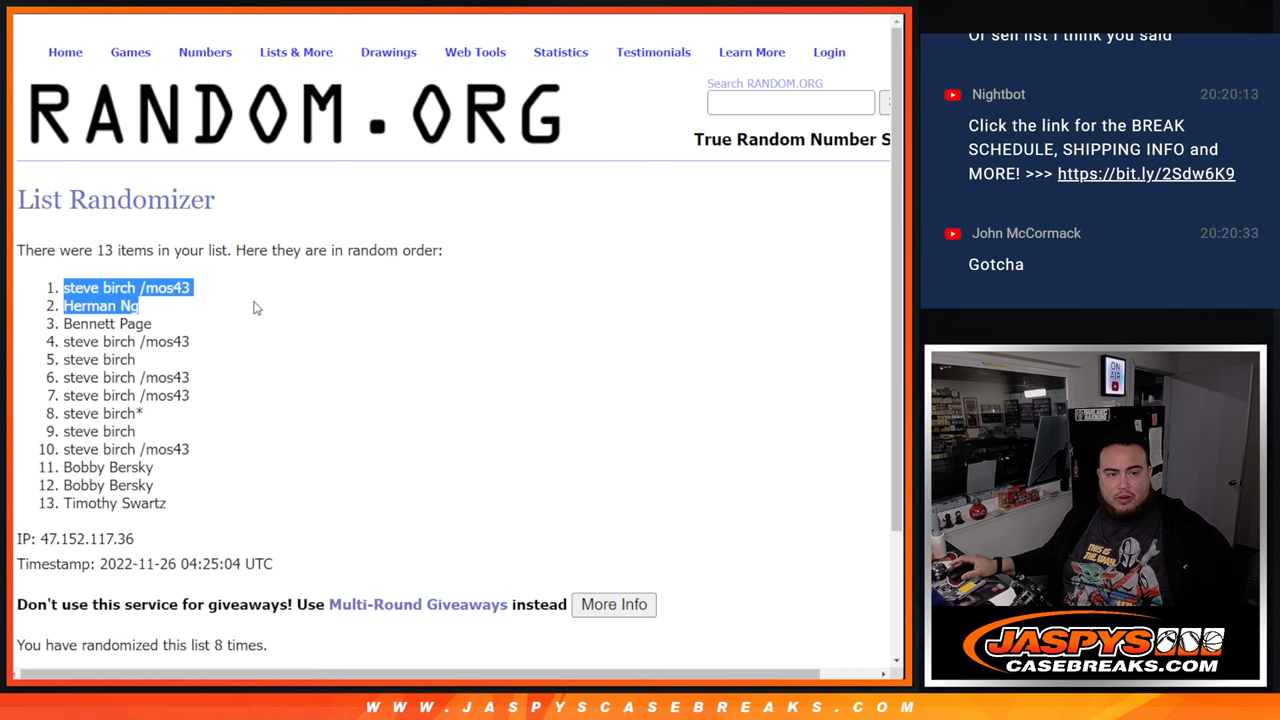 Home Games Numbers Lists & More Drawings Web Tools Statistics Testimonials Learn More Login
Search RANDOM.ORG
RANDOM.ORG
True Random Number S
List Randomizer
There were 13 items in your list. Here they are in random order:
1. steve birch /mos43
2. Herman Ng
3. Bennett Page
4. steve birch /mos43
5. steve birch
6. steve birch /mos43
7. steve birch /mos43
8. steve birch*
9. steve birch
10. steve birch /mos43
11. Bobby Bersky
12. Bobby Bersky
13. Timothy Swartz
IP: 47.152.117.36
Timestamp: 2022-11-26 04:25:04 UTC
Don't use this service for giveaways! Use Multi-Round Giveaways instead More Info
You have randomized this list 8 times.
Or sell list I think you said
Nightbot 20:20:13
Click the link for the BREAK
SCHEDULE, SHIPPING INFO and
MORE! >>> https://bit.ly/2Sdw6K9
John McCormack 20:20:33
Gotcha
ON
AIR
THIS IS
THE WAY
JASPYS
CASEBREAKS.COM
WWW.JASPYSCASEBREAKS.COM